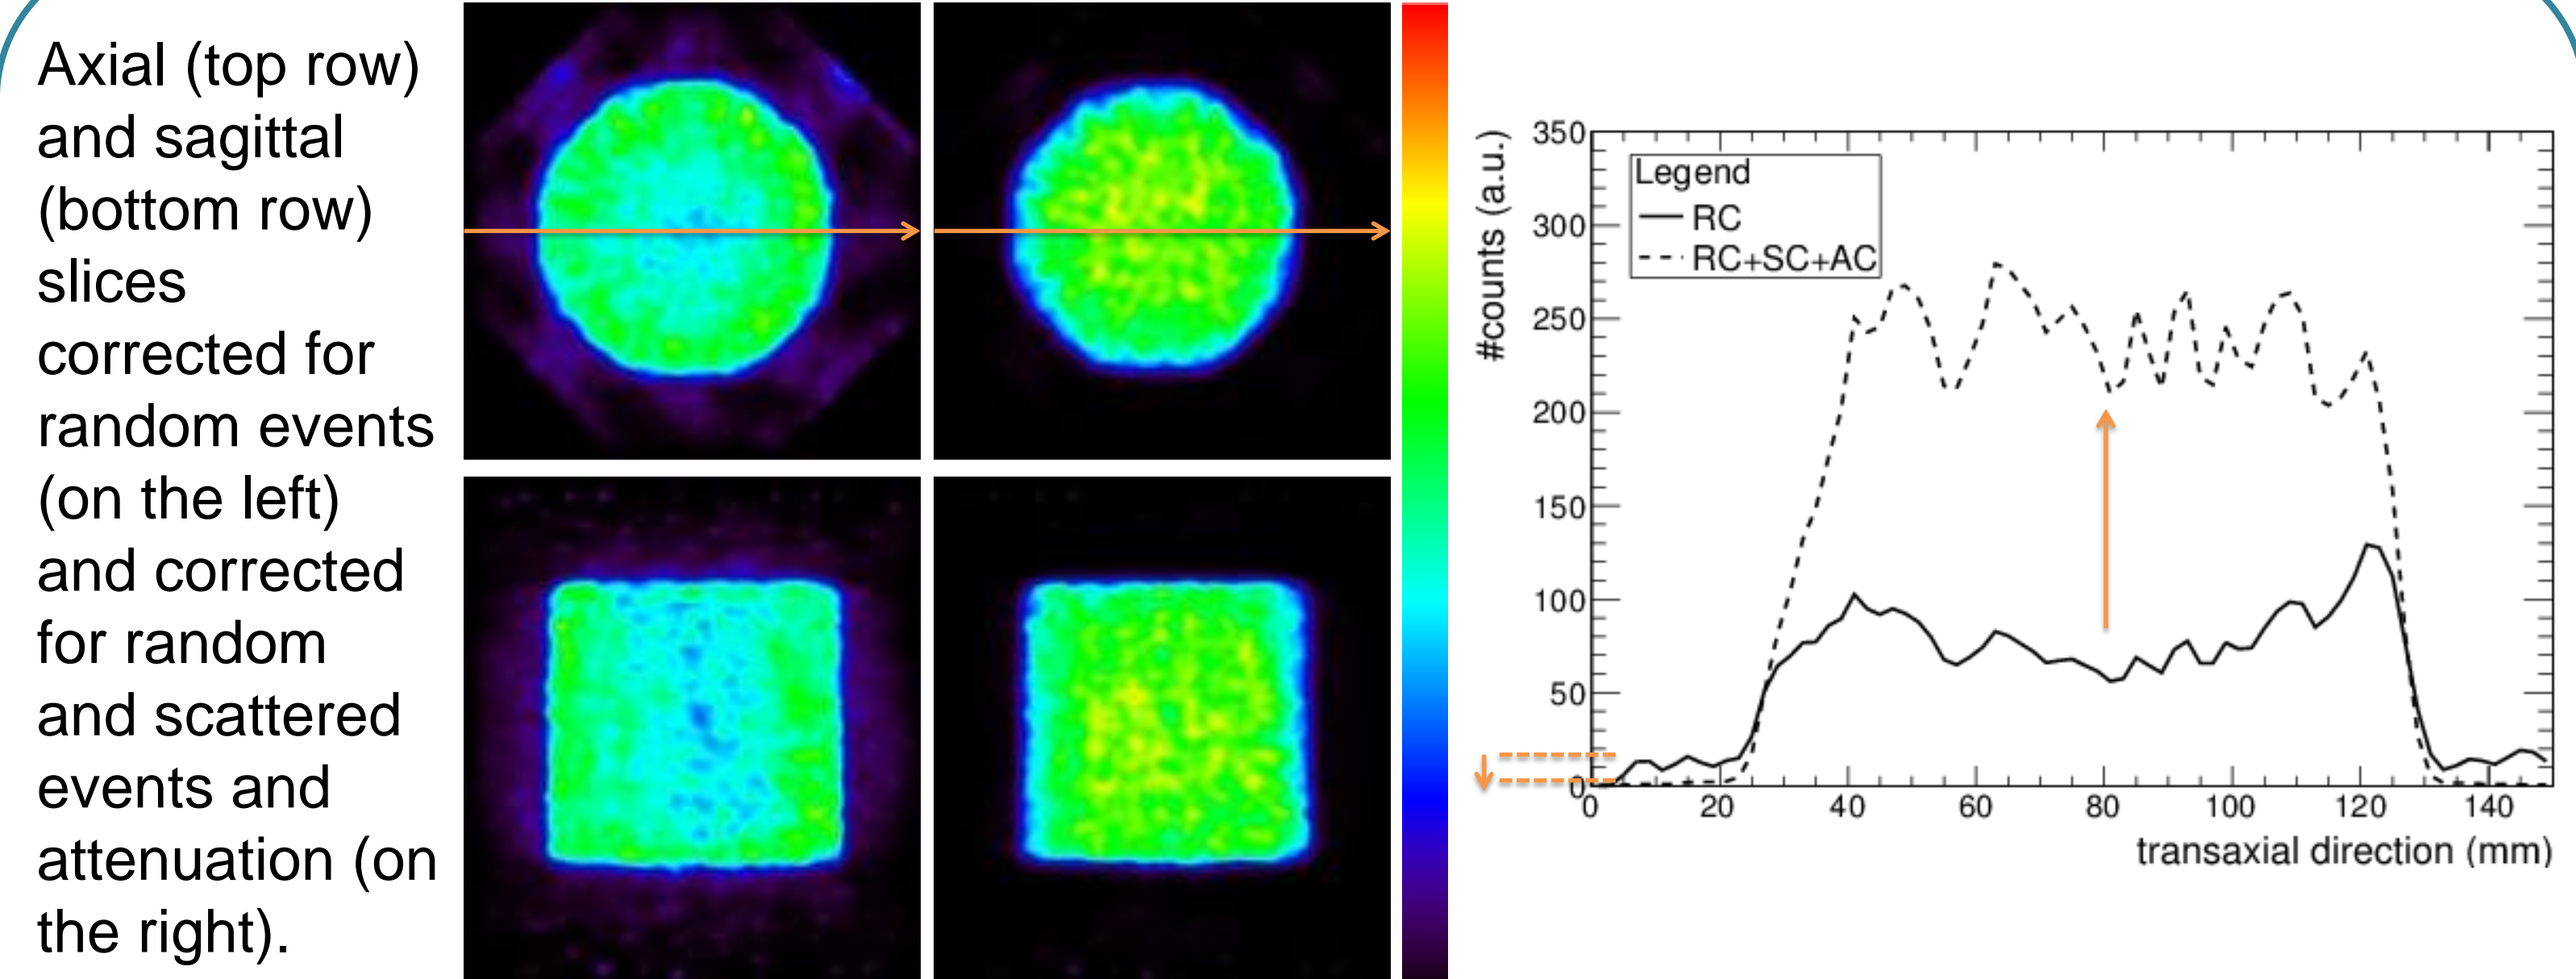 Axial (top row)
and sagittal
(bottom row)
slices
corrected for
random events
(on the left)
and corrected
for random
and scattered
events and
attenuation (on
the right).
#counts (a.u.)
350
300
250
200
150
100
50
0
Legend
RC
RC+SC+AC
0 20 40 60 80 100 120 140
transaxial direction (mm)